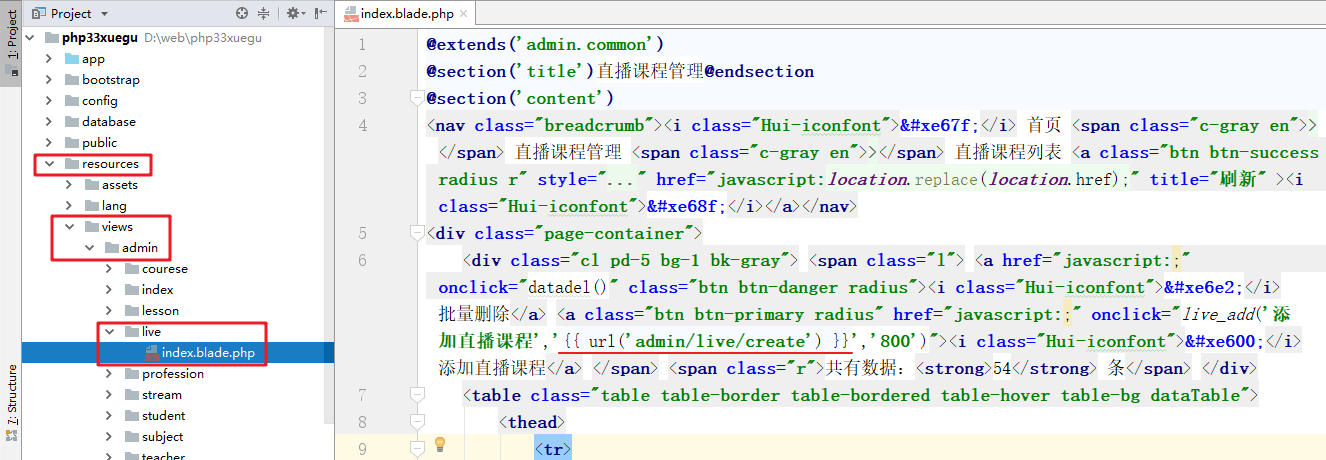 Project
index.blade.php
1: Project
7: Structure
php33xuegu D:\web\php33xuegu
app
bootstrap
config
database
public
resources
assets
lang
views
admin
courese
index
lesson
live
index.blade.php
profession
stream
student
subject
teacher
1 @extends('admin.common')
2 @section('title')直播课程管理@endsection
3 @section('content')
4 <nav class="breadcrumb"><i class="Hui-iconfont">&#xe67f;</i> 首页 <span class="c-gray en">>
</span> 直播课程管理 <span class="c-gray en">></span> 直播课程列表 <a class="btn btn-success
radius r" style="..." href="javascript:location.replace(location.href);" title="刷新" ><i
class="Hui-iconfont">&#xe68f;</i></a></nav>
5 <div class="page-container">
6 <div class="cl pd-5 bg-1 bk-gray"> <span class="l"> <a href="javascript:;"
onclick="datadel()" class="btn btn-danger radius"><i class="Hui-iconfont">&#xe6e2;</i>
批量删除</a> <a class="btn btn-primary radius" href="javascript:;" onclick="live_add('添
加直播课程','{{ url('admin/live/create') }}','800')"><i class="Hui-iconfont">&#xe600;</i>
添加直播课程</a> </span> <span class="r">共有数据：<strong>54</strong> 条</span> </div>
7 <table class="table table-border table-bordered table-hover table-bg dataTable">
8 <thead>
9 <tr>